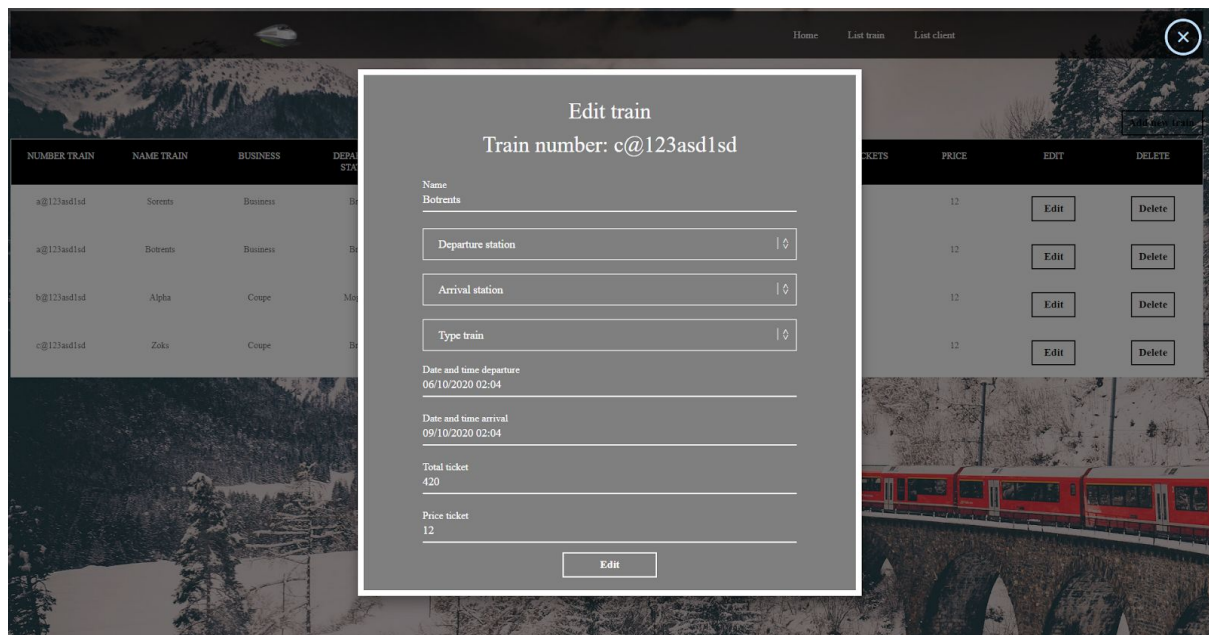 Home List train List client
Edit train
Train number: c@123asd1sd
Add new train
NUMBER TRAIN NAME TRAIN BUSINESS PRICE EDIT DELETE
a@123asd1sd Sorents Business 12 Edit Delete
a@123asd1sd Botrents Business 12 Edit Delete
b@123asd1sd Alpha Coupe 12 Edit Delete
c@123asd1sd Zoks Coupe 12 Edit Delete
Name
Botrents
Departure station
Arrival station
Type train
Date and time departure
06/10/2020 02:04
Date and time arrival
09/10/2020 02:04
Total ticket
420
Price ticket
12
Edit